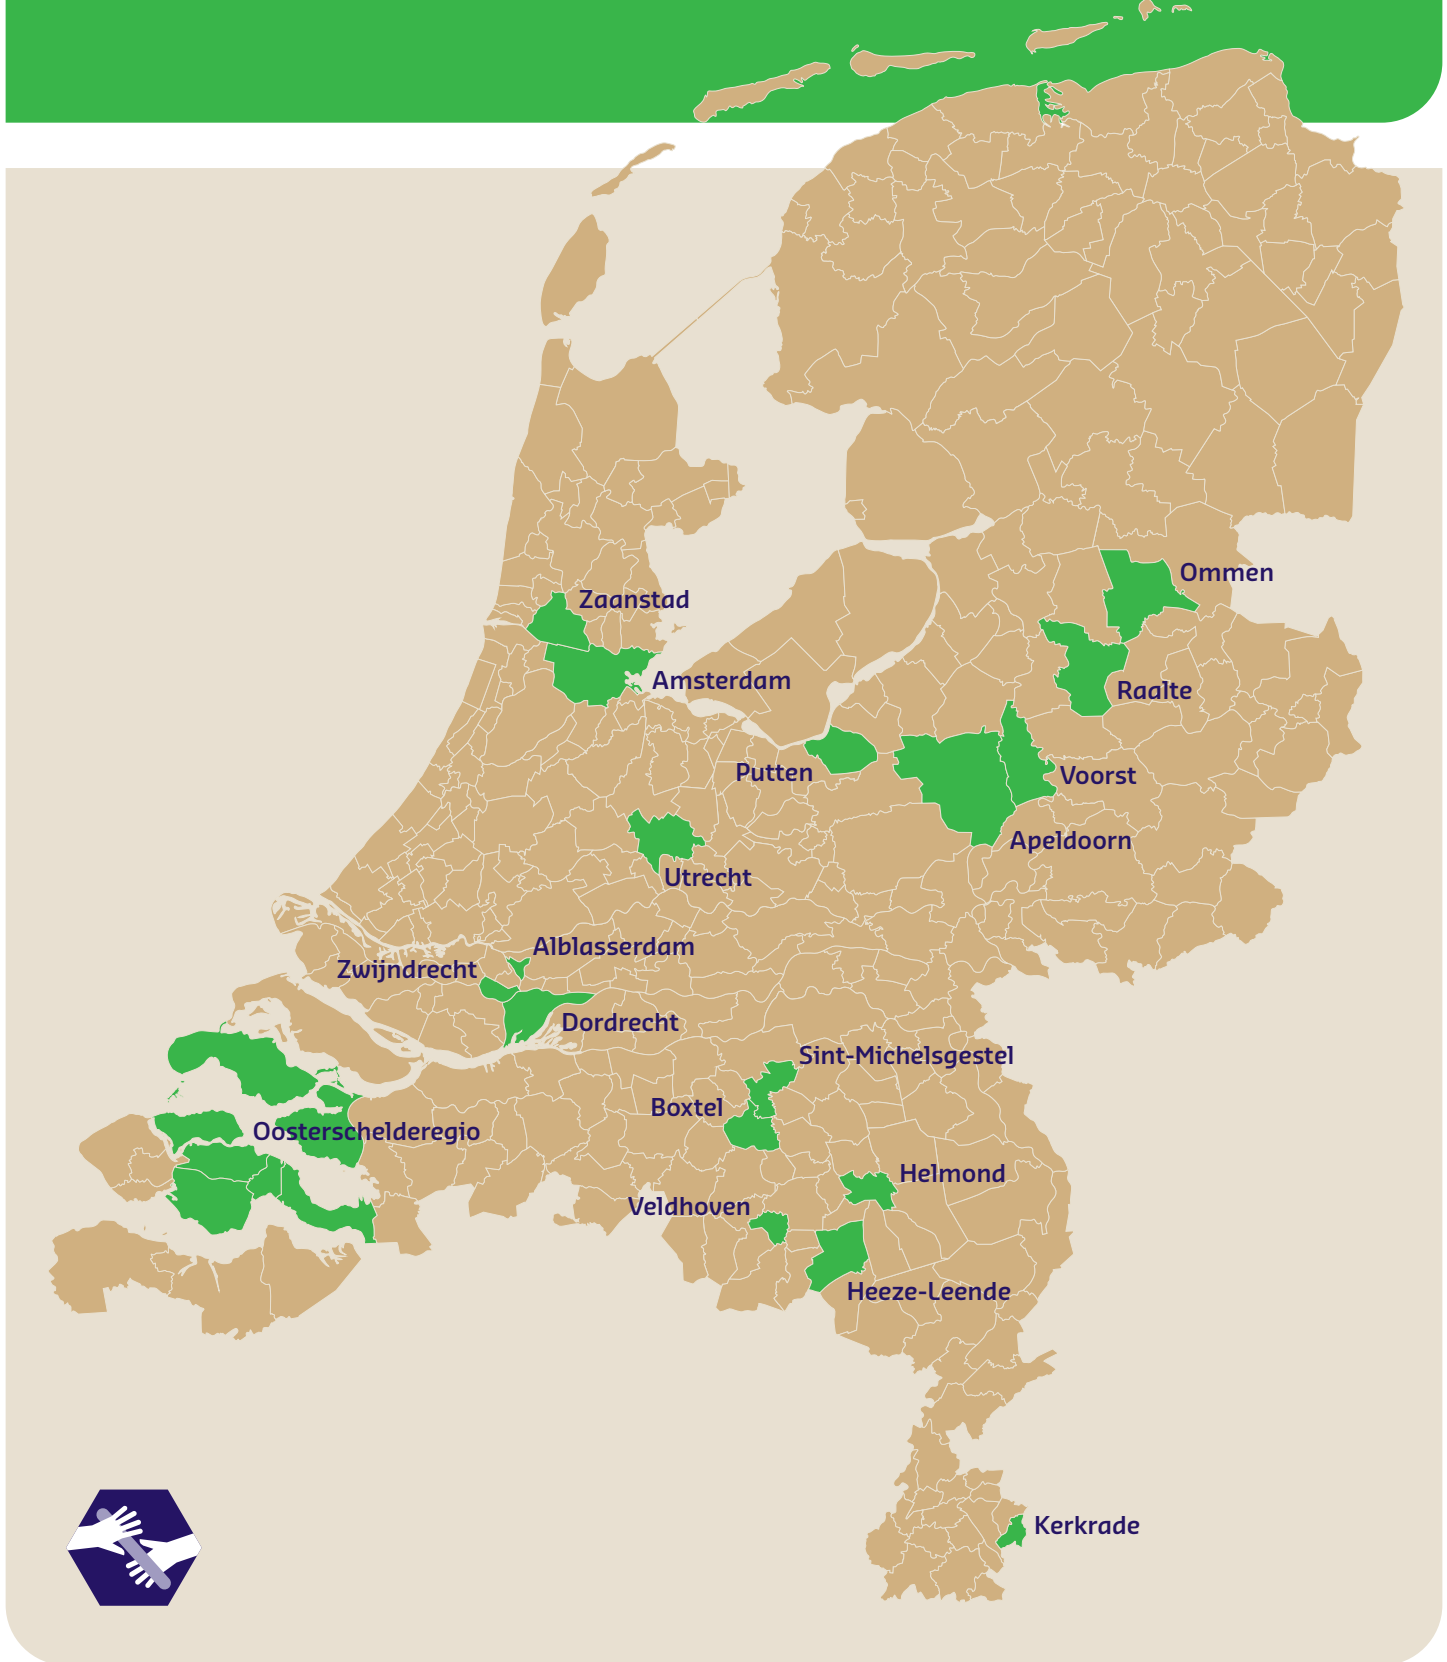 Ommen
Zaanstad
Amsterdam
Raalte
Putten
Voorst
Apeldoorn
Utrecht
Alblasserdam
Zwijndrecht
Dordrecht
Sint-Michelsgestel
Boxtel
Oosterschelderegio
Helmond
Veldhoven
Heeze-Leende
Kerkrade